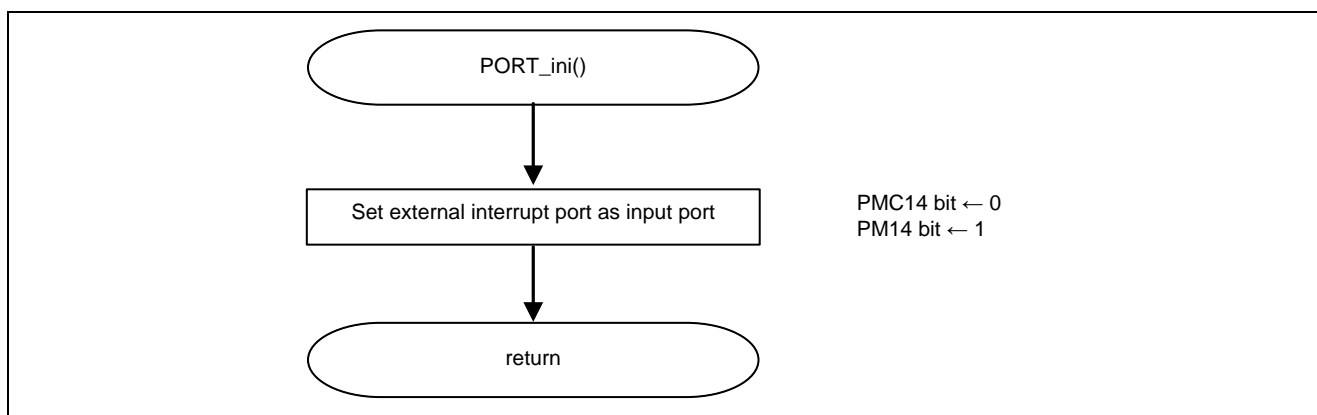 PORT_ini()
Set external interrupt port as input port
PMC14 bit ← 0
PM14 bit ← 1
return